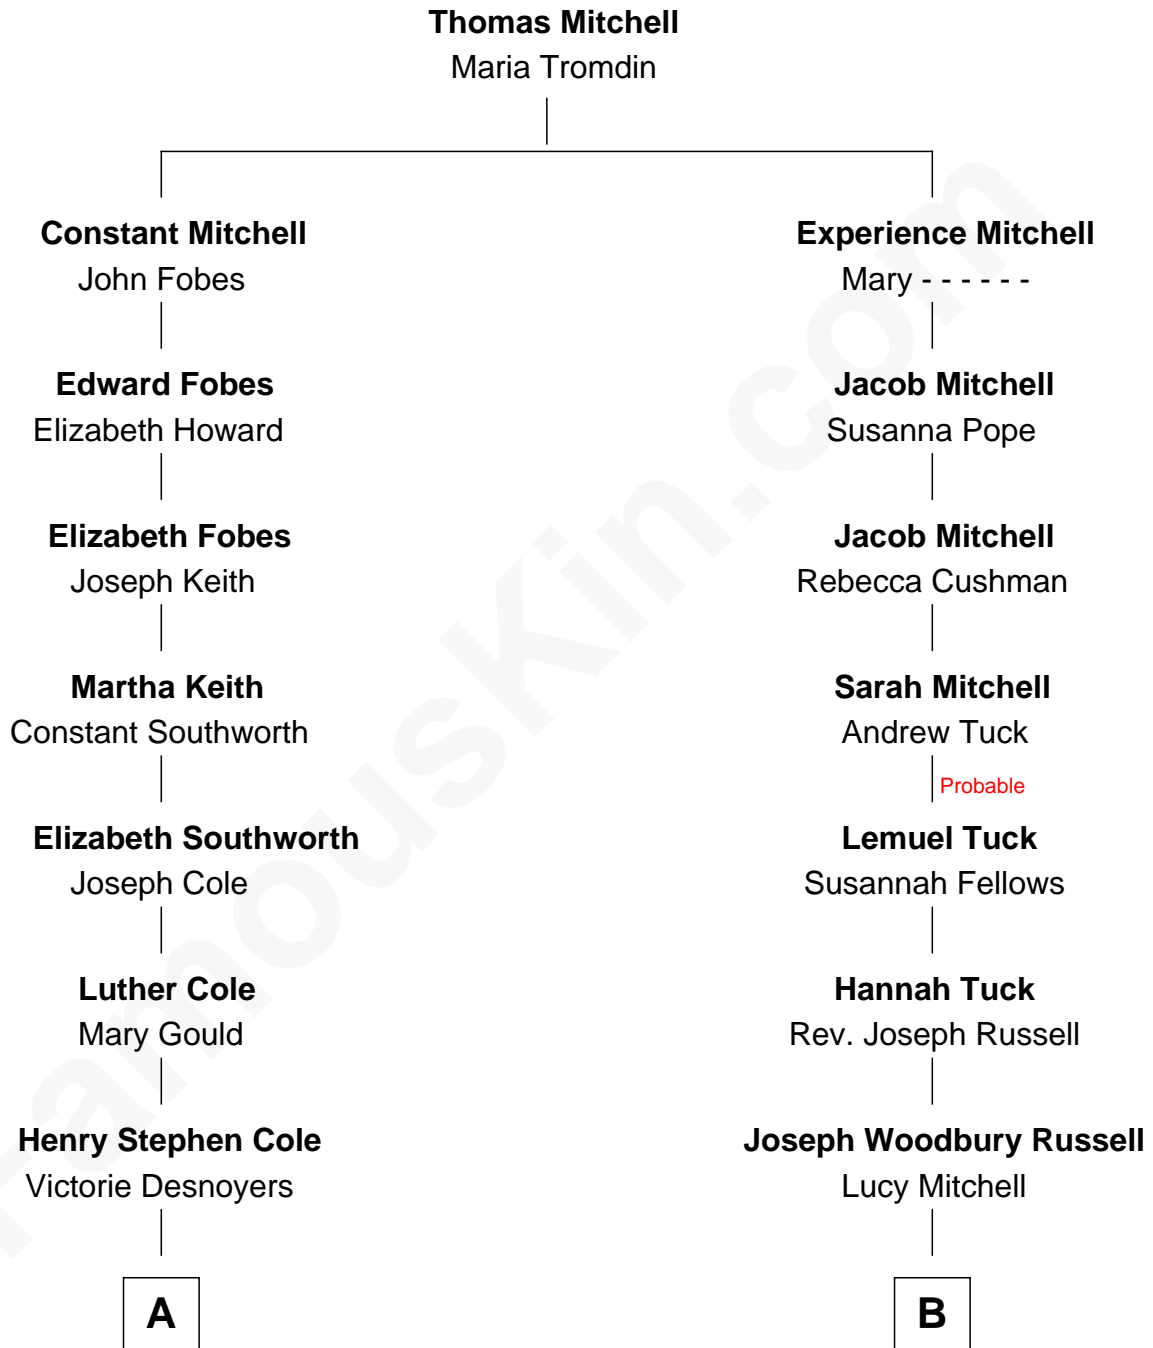 Thomas Mitchell
Maria Tromdin
Constant Mitchell
John Fobes
Edward Fobes
Elizabeth Howard
Elizabeth Fobes
Joseph Keith
Martha Keith
Constant Southworth
Elizabeth Southworth
Joseph Cole
Luther Cole
Mary Gould
Henry Stephen Cole
Victorie Desnoyers
A
Experience Mitchell
Mary - - - - - -
Jacob Mitchell
Susanna Pope
Jacob Mitchell
Rebecca Cushman
Sarah Mitchell
Andrew Tuck
Probable
Lemuel Tuck
Susannah Fellows
Hannah Tuck
Rev. Joseph Russell
Joseph Woodbury Russell
Lucy Mitchell
B
FamousKin.com